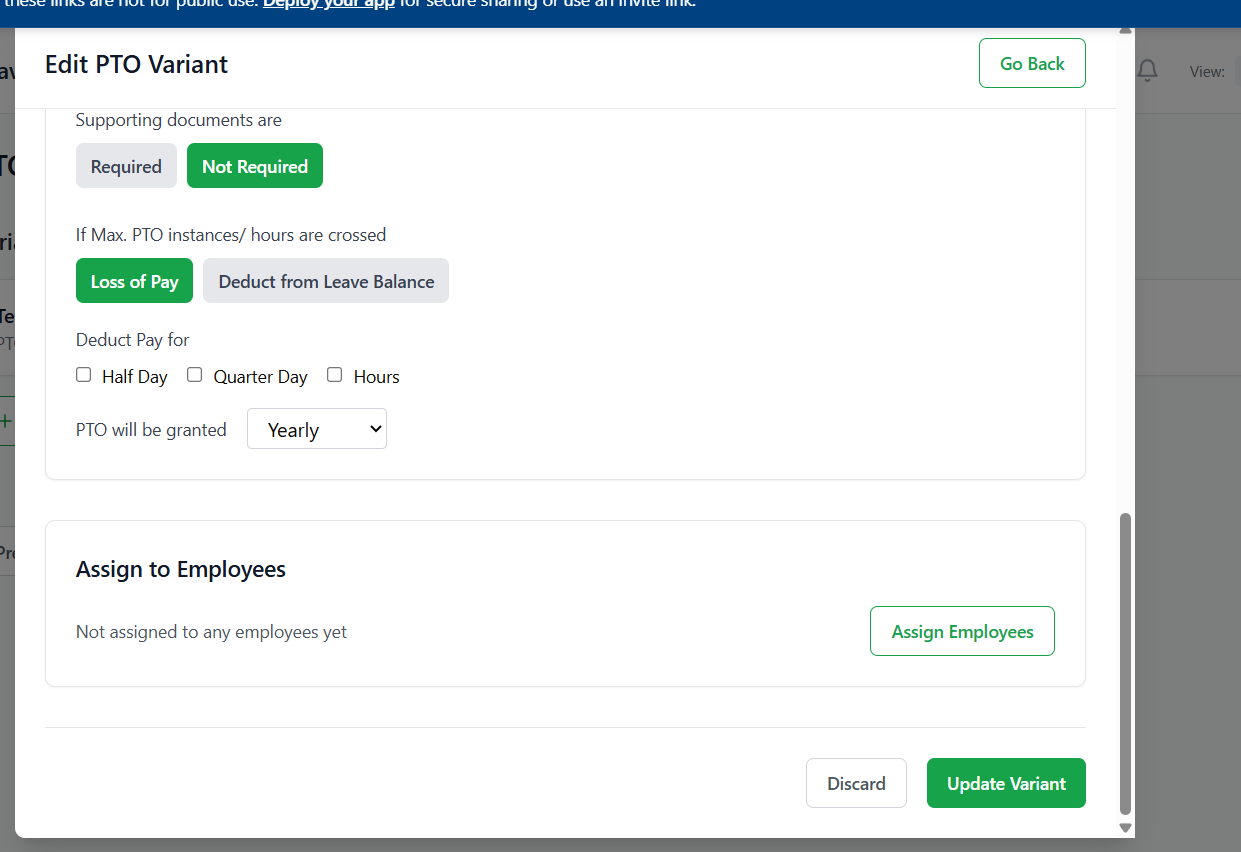 these links are not for public use. Deploy your app for secure sharing or use an invite link.
Edit PTO Variant
Go Back
View:
Supporting documents are
Required
Not Required
If Max. PTO instances/ hours are crossed
Loss of Pay
Deduct from Leave Balance
Deduct Pay for
Half Day
Quarter Day
Hours
PTO will be granted
Yearly
Assign to Employees
Not assigned to any employees yet
Assign Employees
Discard
Update Variant